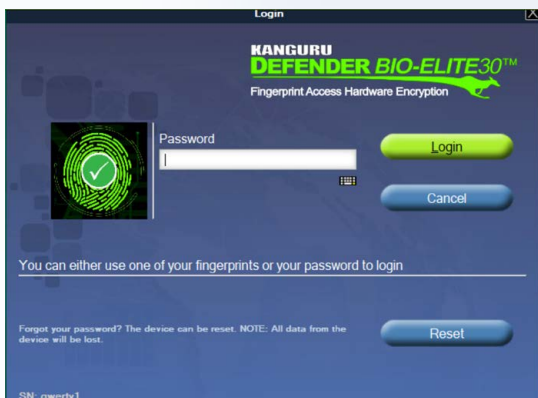 Login
KANGURU
DEFENDER BIO-ELITE30™
Fingerprint Access Hardware Encryption
Password
Login
Cancel
You can either use one of your fingerprints or your password to login
Forgot your password? The device can be reset. NOTE: All data from the
device will be lost.
Reset
SN: qwerty1